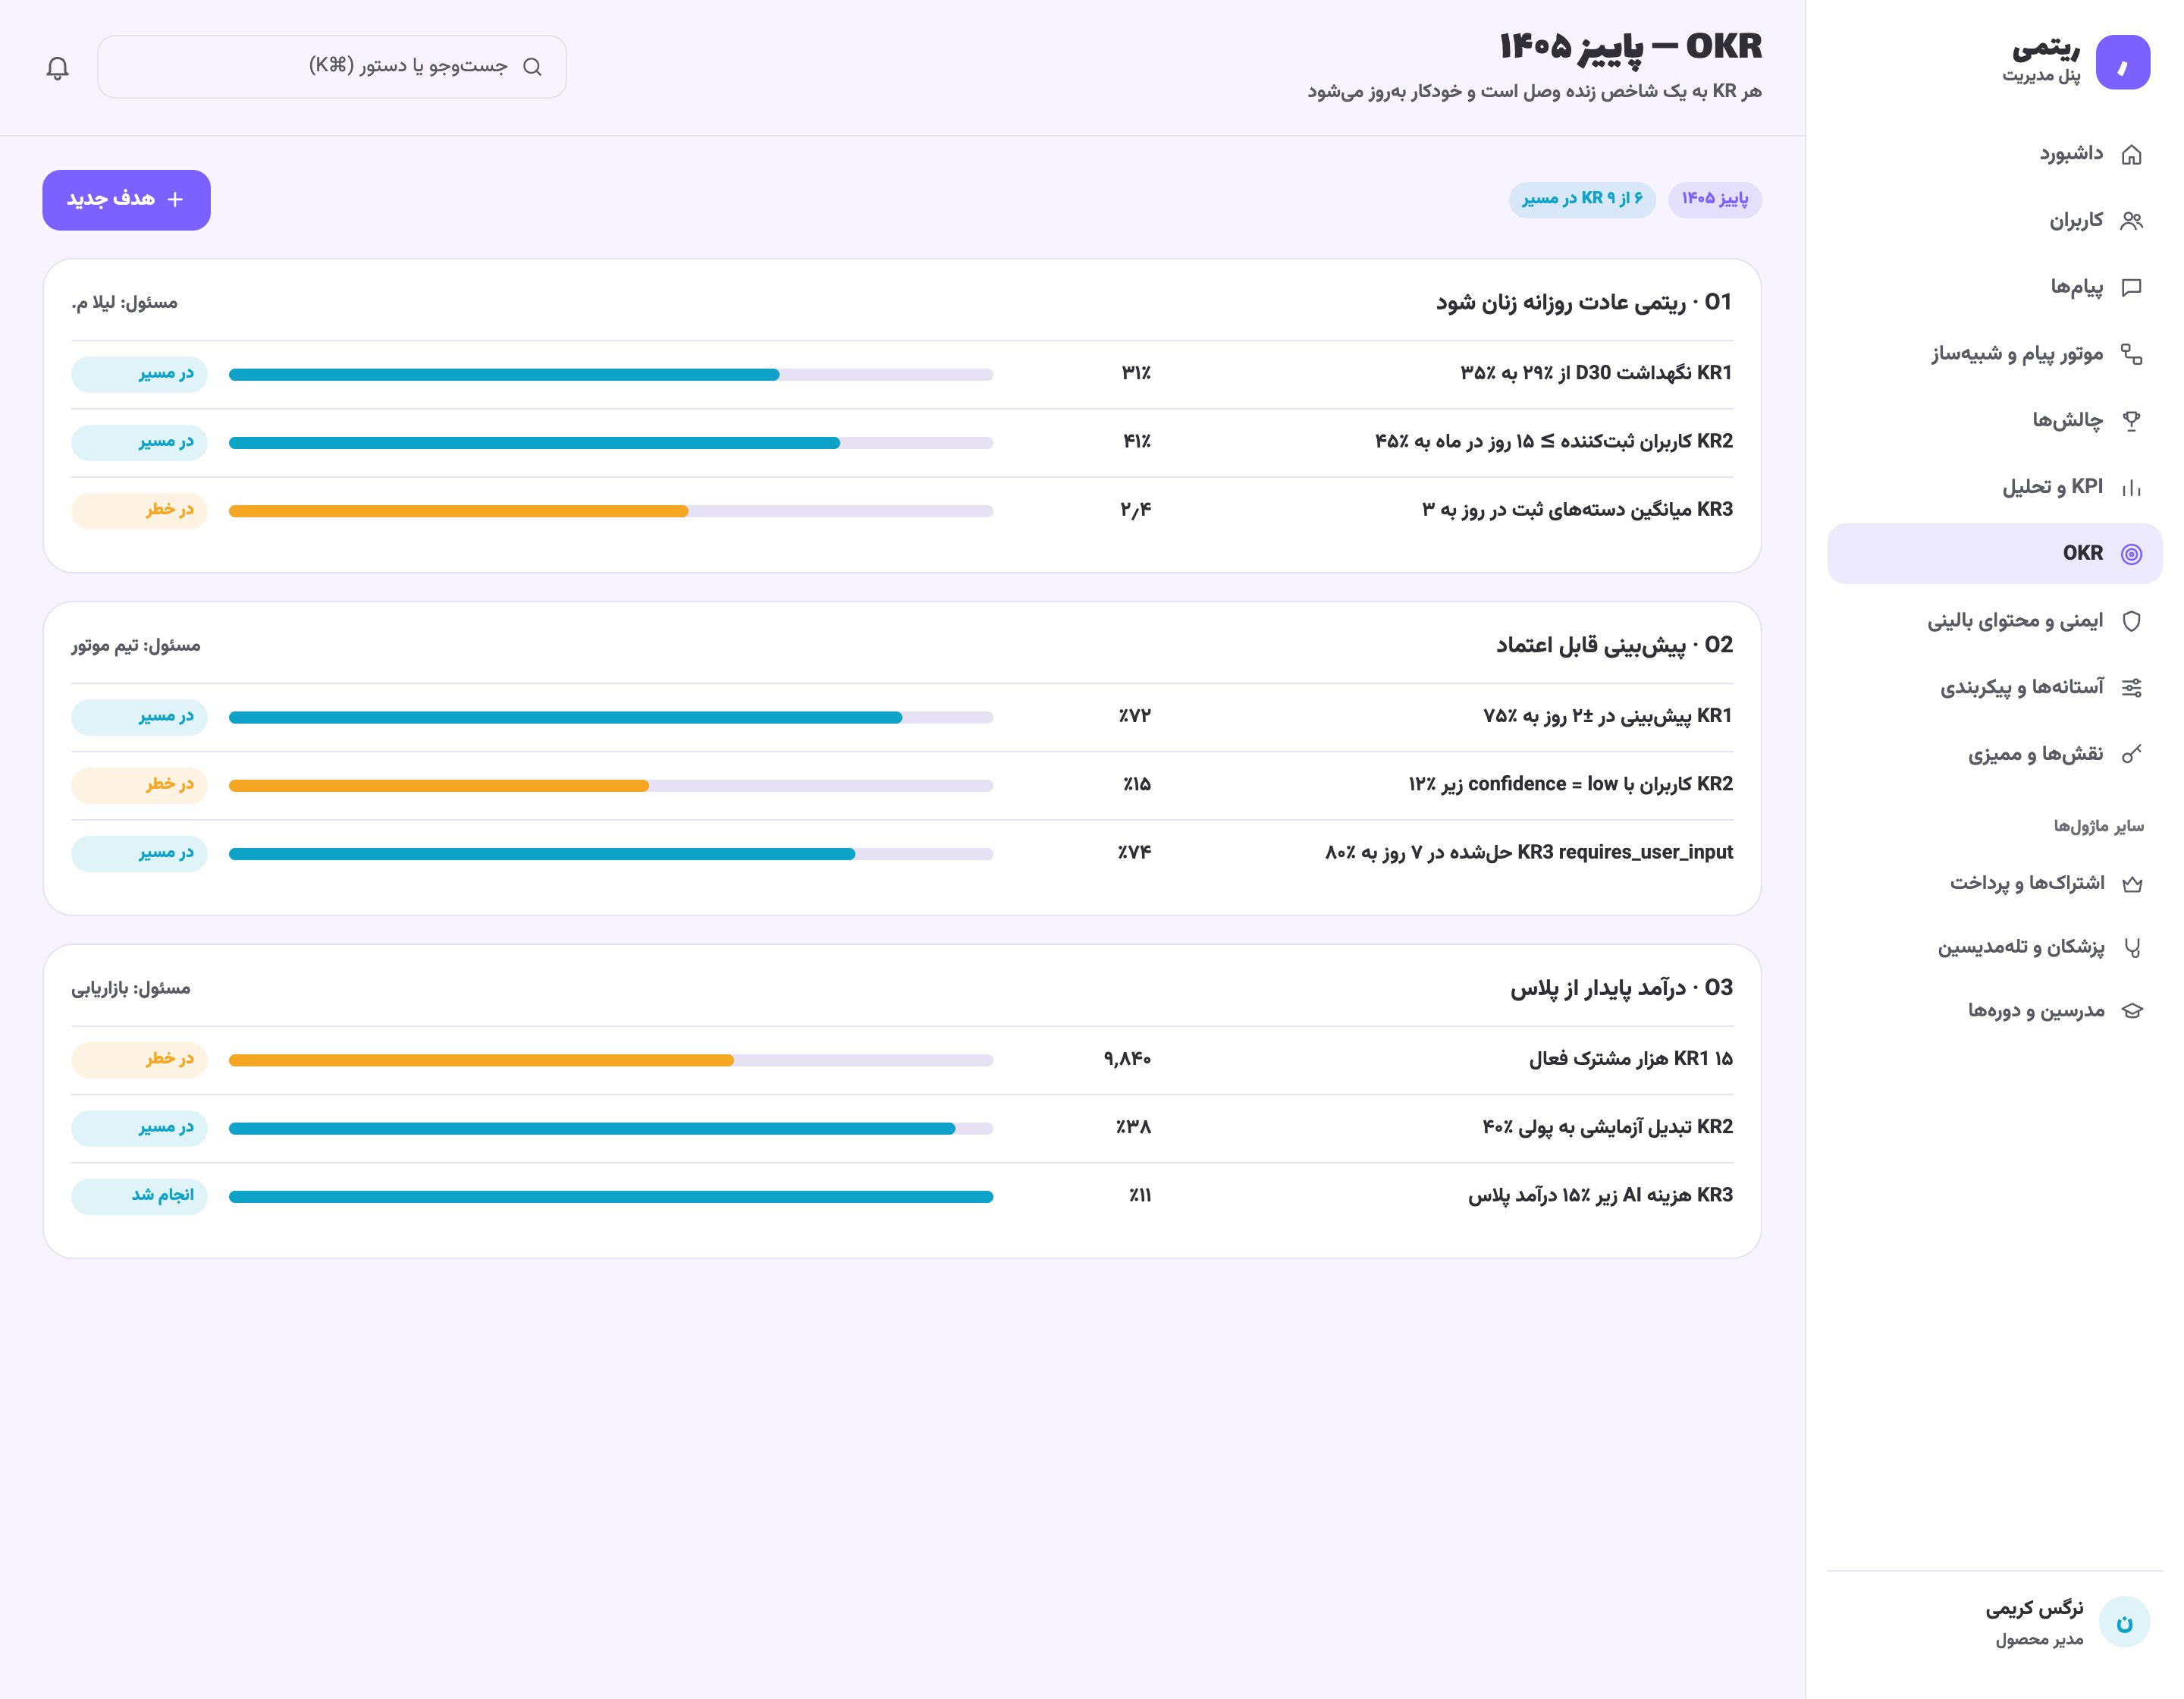 ریتمی
پنل مدیریت
داشبورد
کاربران
پیام‌ها
موتور پیام و شبیه‌ساز
چالش‌ها
KPI و تحلیل
OKR
ایمنی و محتوای بالینی
آستانه‌ها و پیکربندی
نقش‌ها و ممیزی
سایر ماژول‌ها
اشتراک‌ها و پرداخت
پزشکان و تله‌مدیسین
مدرسین و دوره‌ها
نرگس کریمی
مدیر محصول
ن
OKR — پاییز ۱۴۰۵
هر KR به یک شاخص زنده وصل است و خودکار به‌روز می‌شود
جست‌وجو یا دستور (⌘K)
پاییز ۱۴۰۵
۶ از ۹ KR در مسیر
+ هدف جدید
O1 · ریتمی عادت روزانه زنان شود
مسئول: لیلا م.
KR1 نگهداشت D30 از ۲۹٪ به ۳۵٪
۳۱٪
در مسیر
KR2 کاربران ثبت‌کننده ≥ ۱۵ روز در ماه به ۴۵٪
۴۱٪
در مسیر
KR3 میانگین دسته‌های ثبت در روز به ۳
۲٫۴
در خطر
O2 · پیش‌بینی قابل اعتماد
مسئول: تیم موتور
KR1 پیش‌بینی در ±۲ روز به ۷۵٪
٪۷۲
در مسیر
KR2 کاربران با confidence = low زیر ۱۲٪
٪۱۵
در خطر
KR3 requires_user_input حل‌شده در ۷ روز به ۸۰٪
٪۷۴
در مسیر
O3 · درآمد پایدار از پلاس
مسئول: بازاریابی
KR1 ۱۵ هزار مشترک فعال
۹,۸۴۰
در خطر
KR2 تبدیل آزمایشی به پولی ۴۰٪
٪۳۸
در مسیر
KR3 هزینه AI زیر ۱۵٪ درآمد پلاس
٪۱۱
انجام شد